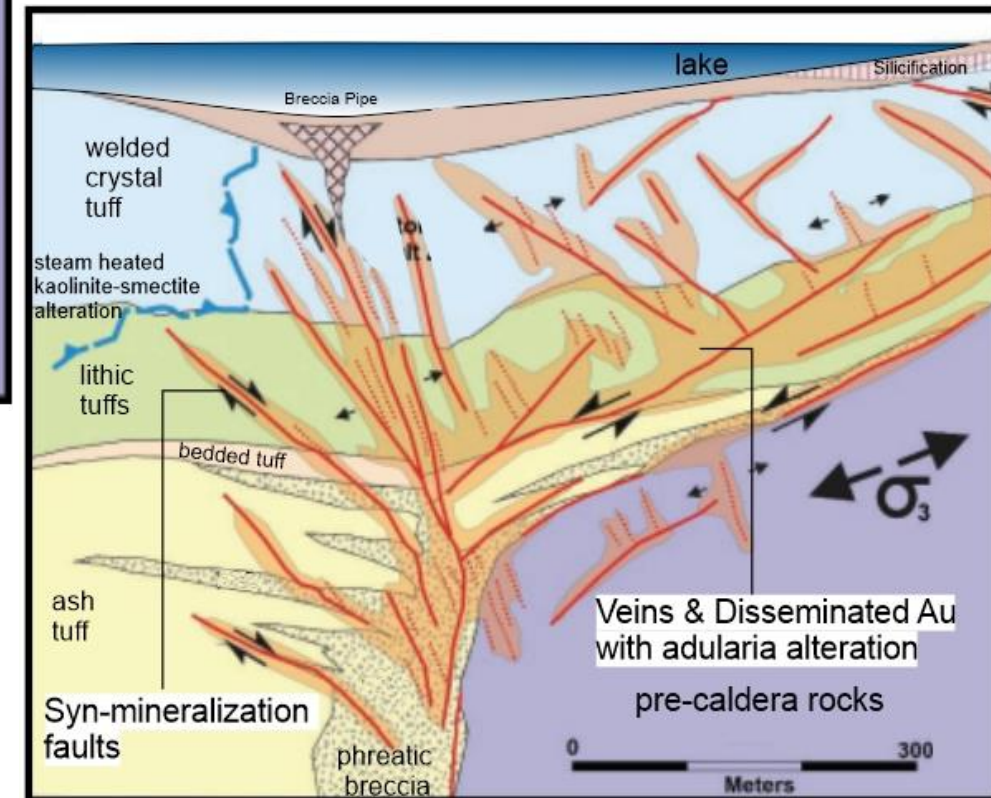 lake
Silicification
Breccia Pipe
welded
crystal
tuff
steam heated
kaolinite-smectite
alteration
lithic
tuffs
bedded tuff
σ3
ash
tuff
Veins & Disseminated Au
with adularia alteration
pre-caldera rocks
Syn-mineralization
faults
phreatic
breccia
0 300
Meters